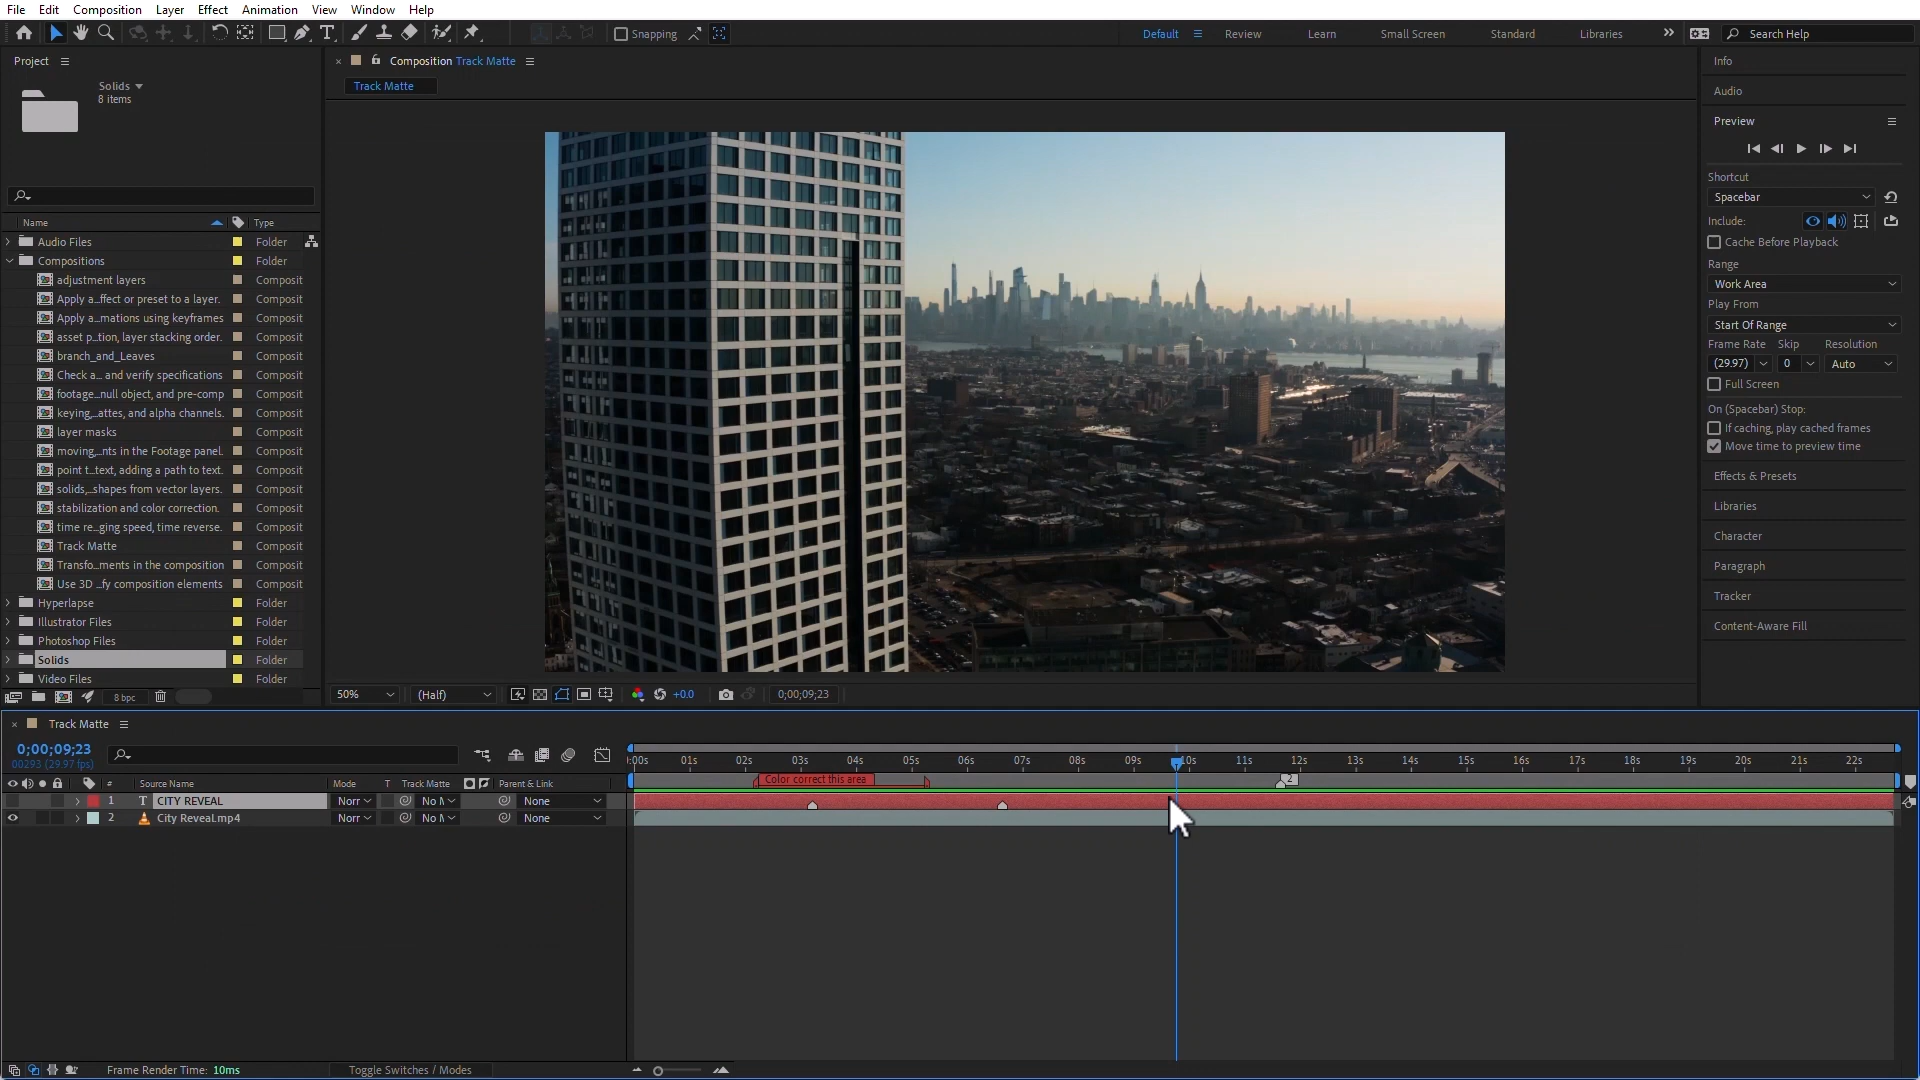 File Edit Composition Layer Effect Animation View Window Help
Snapping
Default Review Learn Small Screen Standard Libraries Search Help
Project
Solids
8 items
Name Type
Audio Files Folder
Compositions Folder
adjustment layers Composit
Apply a...ffect or preset to a layer. Composit
Apply a...mations using keyframes Composit
asset p...tion, layer stacking order. Composit
branch_and_Leaves Composit
Check a... and verify specifications Composit
footage...null object, and pre-comp Composit
keying,...attes, and alpha channels. Composit
layer masks Composit
moving,...nts in the Footage panel. Composit
point t...text, adding a path to text. Composit
solids,...shapes from vector layers. Composit
stabilization and color correction. Composit
time re...ging speed, time reverse. Composit
Track Matte Composit
Transfo...ments in the composition Composit
Use 3D ...fy composition elements Composit
Hyperlapse Folder
Illustrator Files Folder
Photoshop Files Folder
Solids Folder
Video Files Folder
8 bpc
Composition Track Matte
Track Matte
50% (Half) +0.0 0;00;09;23
Info
Audio
Preview
Shortcut
Spacebar
Include:
Cache Before Playback
Range
Work Area
Play From
Start Of Range
Frame Rate Skip Resolution
(29.97) 0 Auto
Full Screen
On (Spacebar) Stop:
If caching, play cached frames
Move time to preview time
Effects & Presets
Libraries
Character
Paragraph
Tracker
Content-Aware Fill
Track Matte
0;00;09;23
00293 (29.97 fps)
:00s 01s 02s 03s 04s 05s 06s 07s 08s 09s 10s 11s 12s 13s 14s 15s 16s 17s 18s 19s 20s 21s 22s
Color correct this area 2
# Source Name Mode T Track Matte Parent & Link
1 T CITY REVEAL Norr No M None
2 City Reveal.mp4 Norr No M None
Frame Render Time: 10ms Toggle Switches / Modes